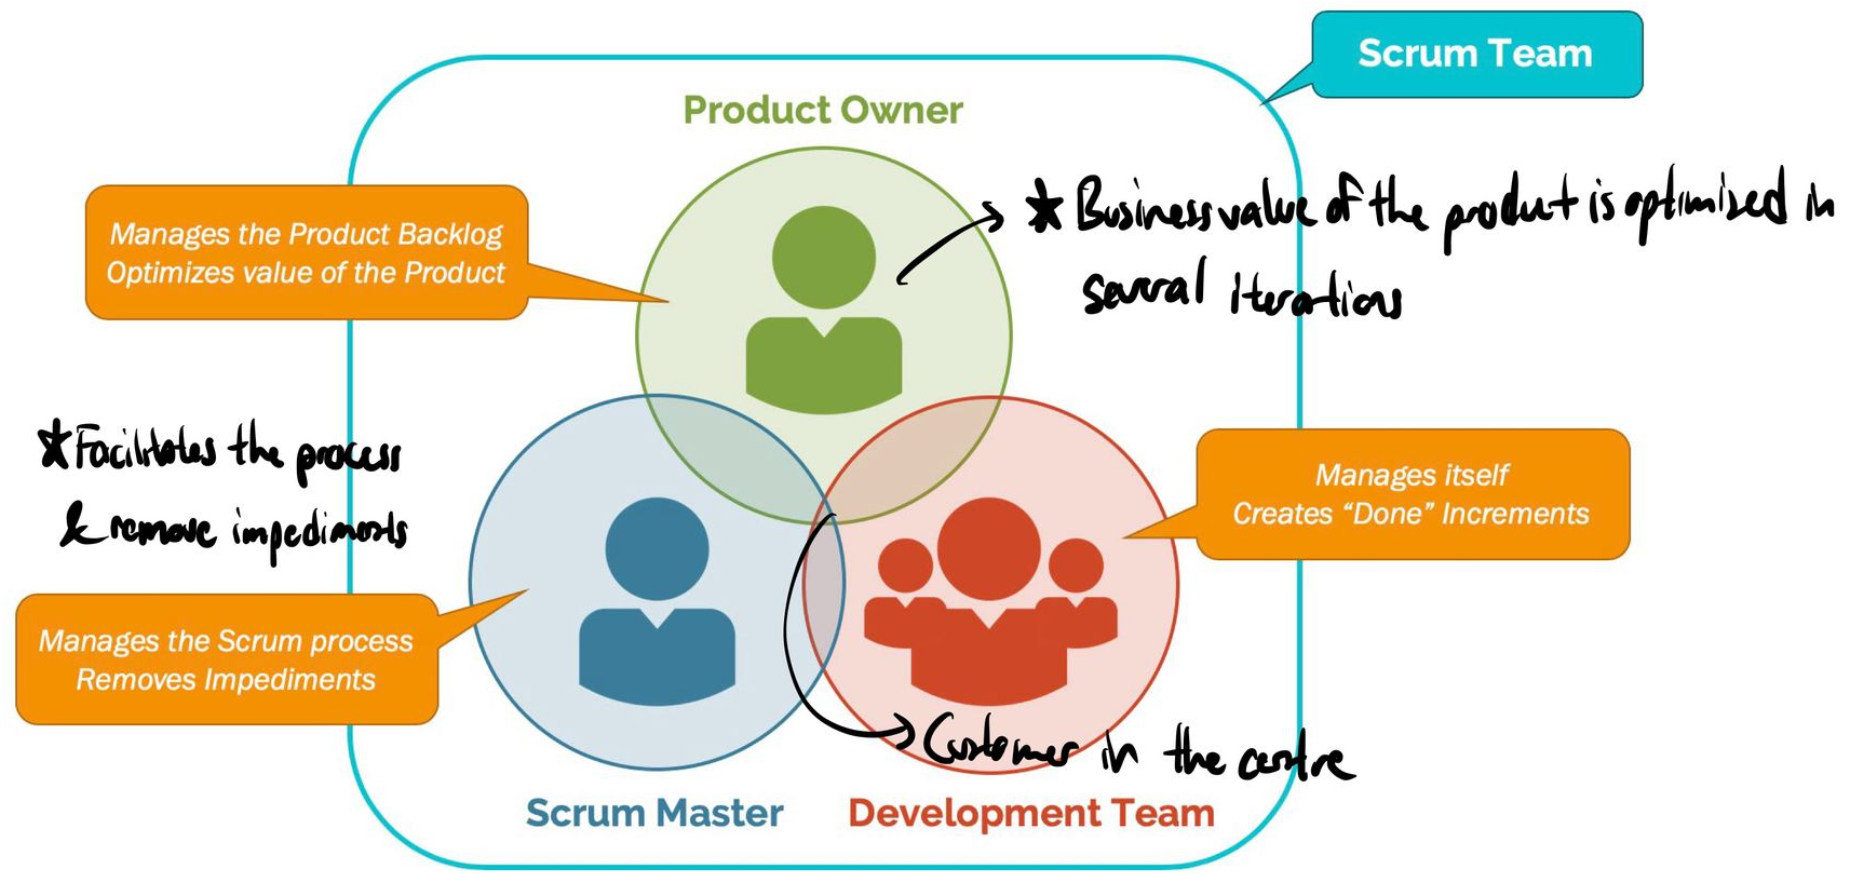 Scrum Team
Product Owner
Manages the Product Backlog
Optimizes value of the Product
* Business value of the product is optimized in
several iterations
* Facilitates the process
& remove impediments
Manages itself
Creates “Done” Increments
Manages the Scrum process
Removes Impediments
Customer in the centre
Scrum Master
Development Team